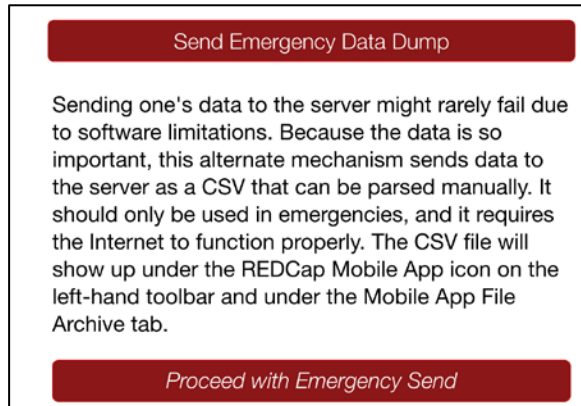 Send Emergency Data Dump
Sending one's data to the server might rarely fail due
to software limitations. Because the data is so
important, this alternate mechanism sends data to
the server as a CSV that can be parsed manually. It
should only be used in emergencies, and it requires
the Internet to function properly. The CSV file will
show up under the REDCap Mobile App icon on the
left-hand toolbar and under the Mobile App File
Archive tab.
Proceed with Emergency Send